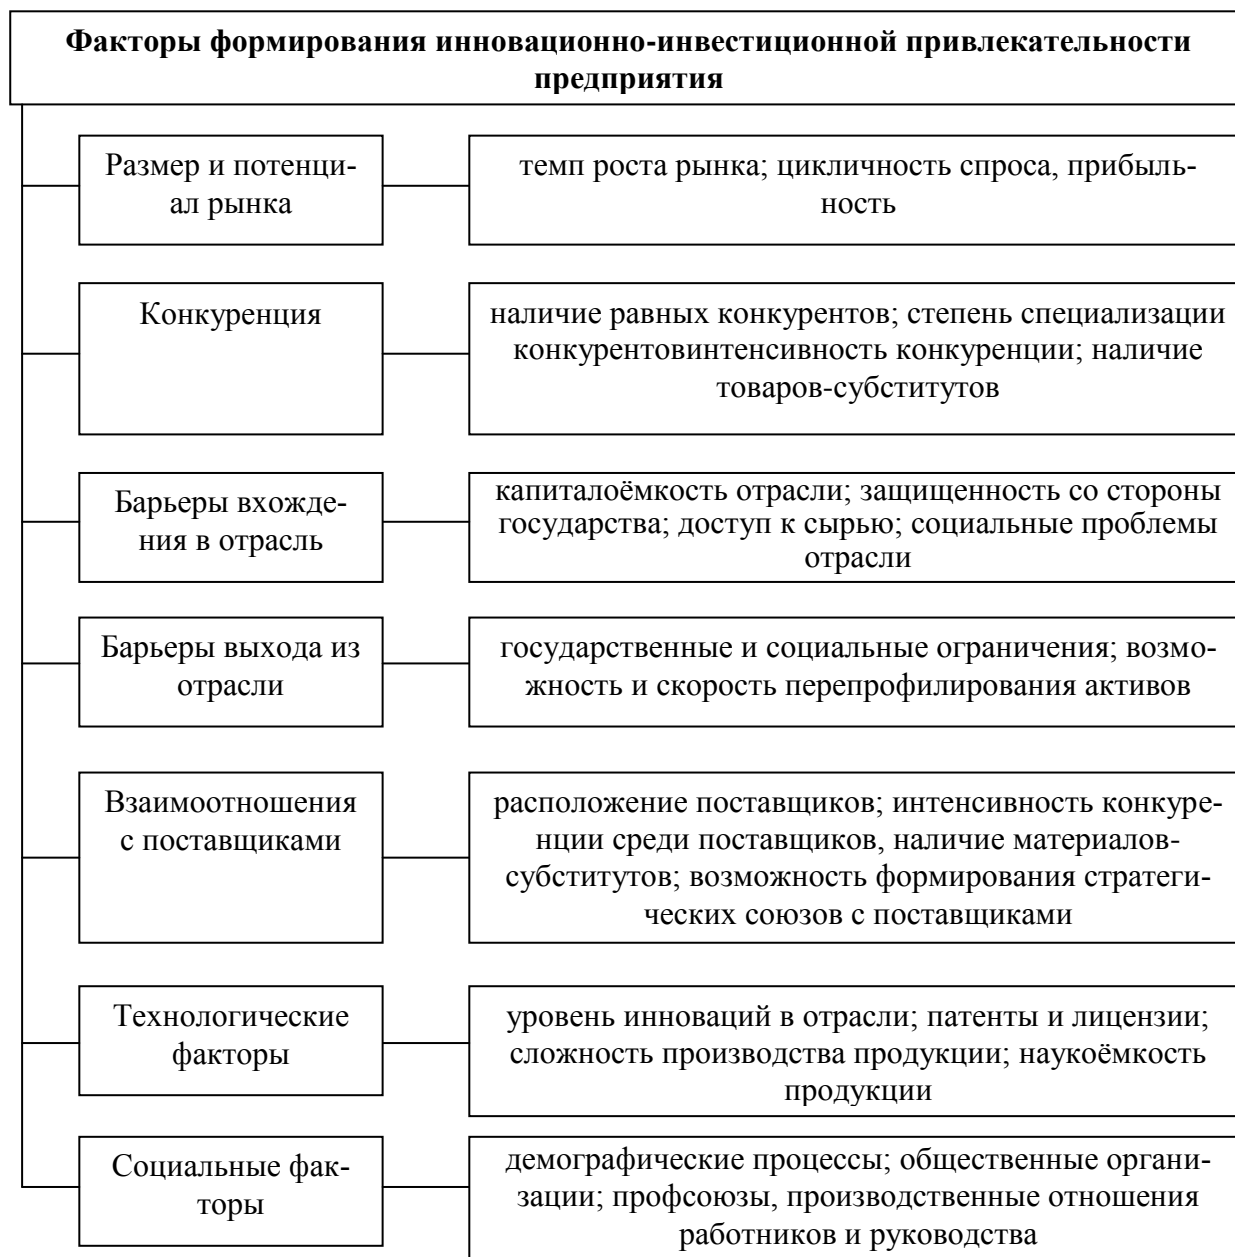 Факторы формирования инновационно-инвестиционной привлекательности
предприятия
Размер и потенци-
ал рынка
темп роста рынка; цикличность спроса, прибыль-
ность
Конкуренция
наличие равных конкурентов; степень специализации
конкурентовинтенсивность конкуренции; наличие
товаров-субститутов
Барьеры вхожде-
ния в отрасль
капиталоёмкость отрасли; защищенность со стороны
государства; доступ к сырью; социальные проблемы
отрасли
Барьеры выхода из
отрасли
государственные и социальные ограничения; возмо-
жность и скорость перепрофилирования активов
Взаимоотношения
с поставщиками
расположение поставщиков; интенсивность конкуре-
нции среди поставщиков, наличие материалов-
субститутов; возможность формирования стратеги-
ческих союзов с поставщиками
Технологические
факторы
уровень инноваций в отрасли; патенты и лицензии;
сложность производства продукции; наукоёмкость
продукции
Социальные фак-
торы
демографические процессы; общественные органи-
зации; профсоюзы, производственные отношения
работников и руководства